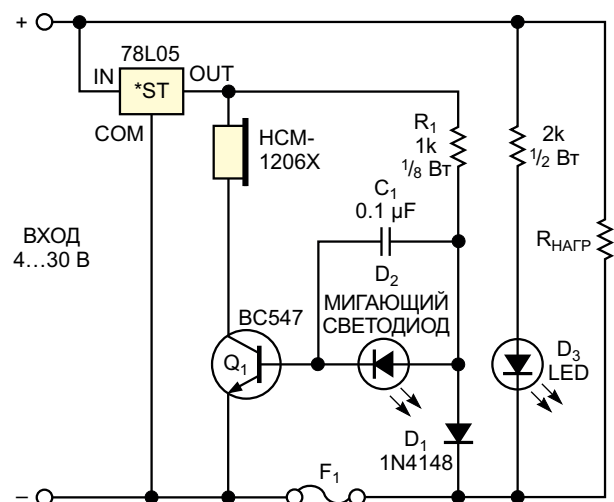 +
78L05
IN
*ST
OUT
COM
HCM-
1206X
R₁
1k
¹/₈ Вт
2k
¹/₂ Вт
C₁
0.1 µF
ВХОД
4...30 В
RНАГР
D₂
МИГАЮЩИЙ
СВЕТОДИОД
BC547
Q₁
D₃
LED
D₁
1N4148
F₁
–